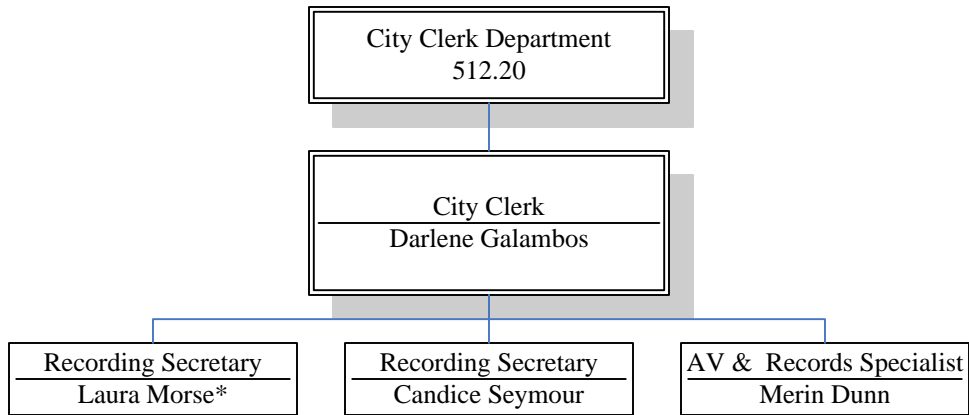 City Clerk Department
512.20
City Clerk
Darlene Galambos
Recording Secretary
Laura Morse*
Recording Secretary
Candice Seymour
AV & Records Specialist
Merin Dunn